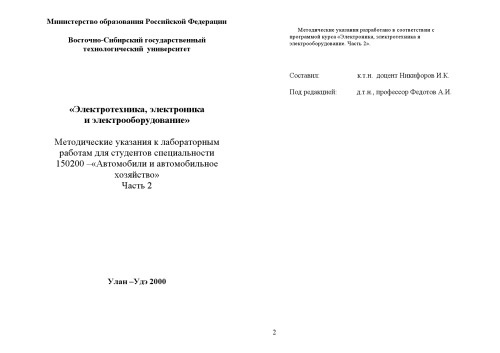 Министерство образования Российской Федерации
Восточно-Сибирский государственный
технологический университет
«Электротехника, электроника
и электрооборудование»
Методические указания к лабораторным
работам для студентов специальности
150200 –«Автомобили и автомобильное
хозяйство»
Часть 2
Улан –Удэ 2000
Методические указания разработано в соответствии с
программой курса «Электроника, электротехника и
электрооборудование. Часть 2».
Составил: к.т.н. доцент Никифоров И.К.
Под редакцией: д.т.н., профессор Федотов А.И.
2